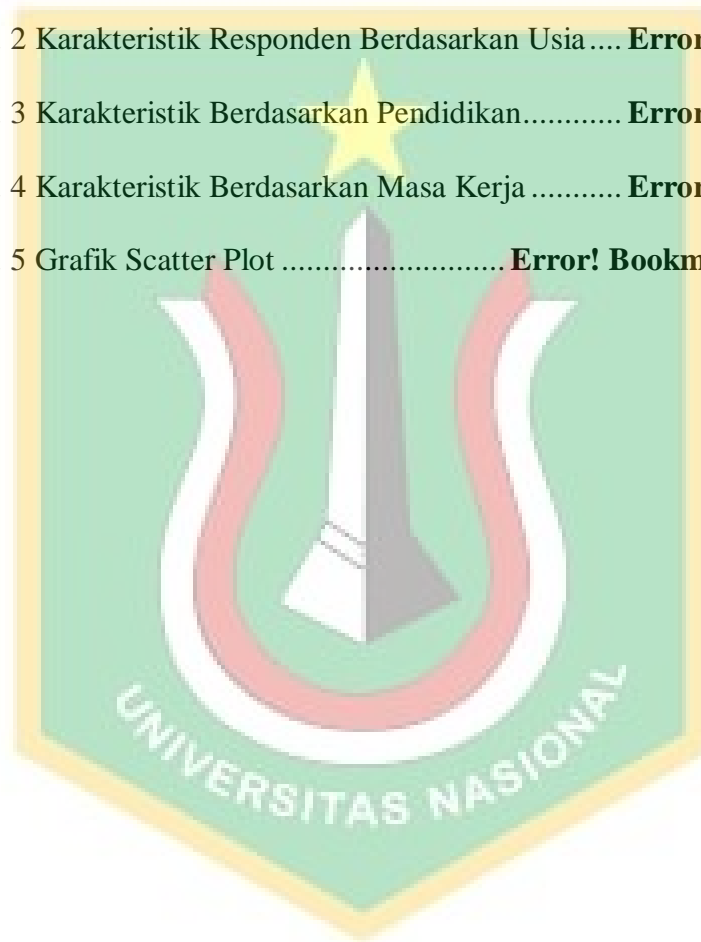 2 Karakteristik Responden Berdasarkan Usia.... Error
3 Karakteristik Berdasarkan Pendidikan............ Error
4 Karakteristik Berdasarkan Masa Kerja ........... Error
5 Grafik Scatter Plot ......................... Error! Bookm
UNIVERSITAS NASIONAL